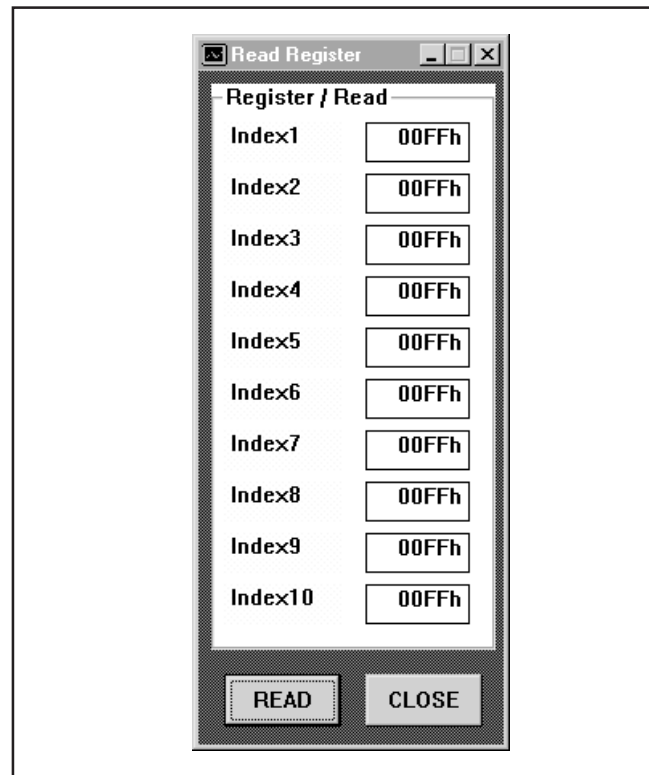 Read Register
Register / Read
Index1 00FFh
Index2 00FFh
Index3 00FFh
Index4 00FFh
Index5 00FFh
Index6 00FFh
Index7 00FFh
Index8 00FFh
Index9 00FFh
Index10 00FFh
READ CLOSE